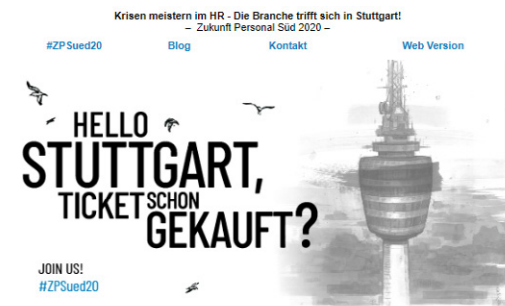 Krisen meistern im HR - Die Branche trifft sich in Stuttgart!
– Zukunft Personal Süd 2020 –
#ZPSued20 Blog Kontakt Web Version
HELLO
STUTTGART,
TICKET SCHON
GEKAUFT?
JOIN US!
#ZPSued20